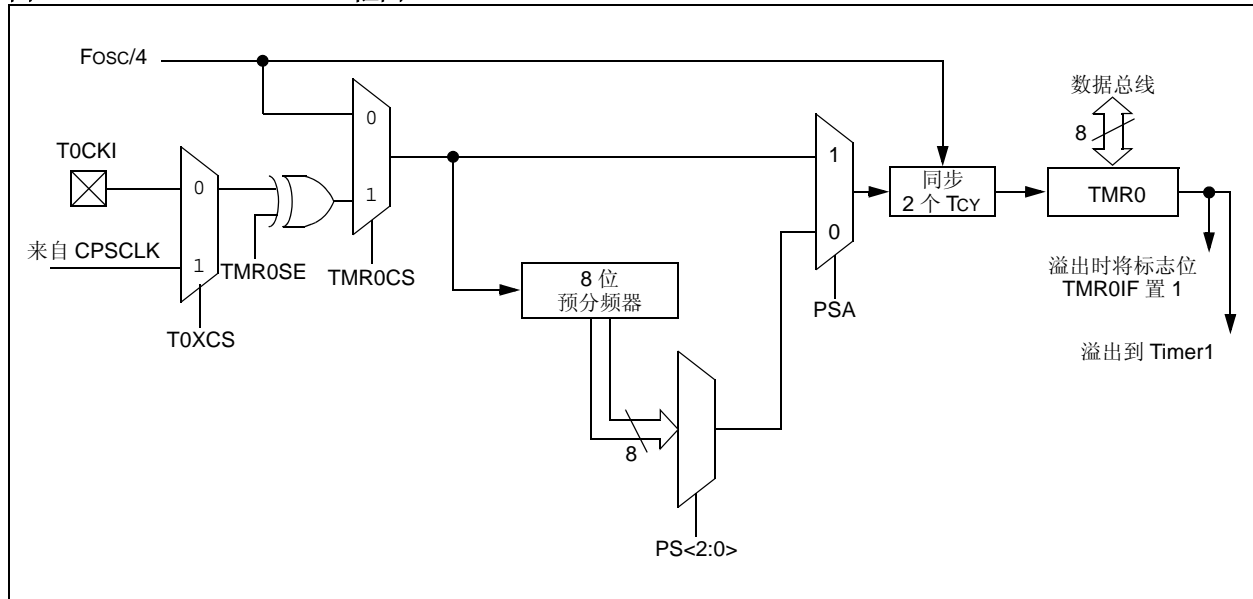 FOSC/4
0
1
T0CKI
0
1
来自 CPSCLK
T0XCS
TMR0SE
TMR0CS
8 位
预分频器
8
PS<2:0>
1
0
PSA
同步
2 个 TCY
数据总线
8
TMR0
溢出时将标志位
TMR0IF 置 1
溢出到 Timer1